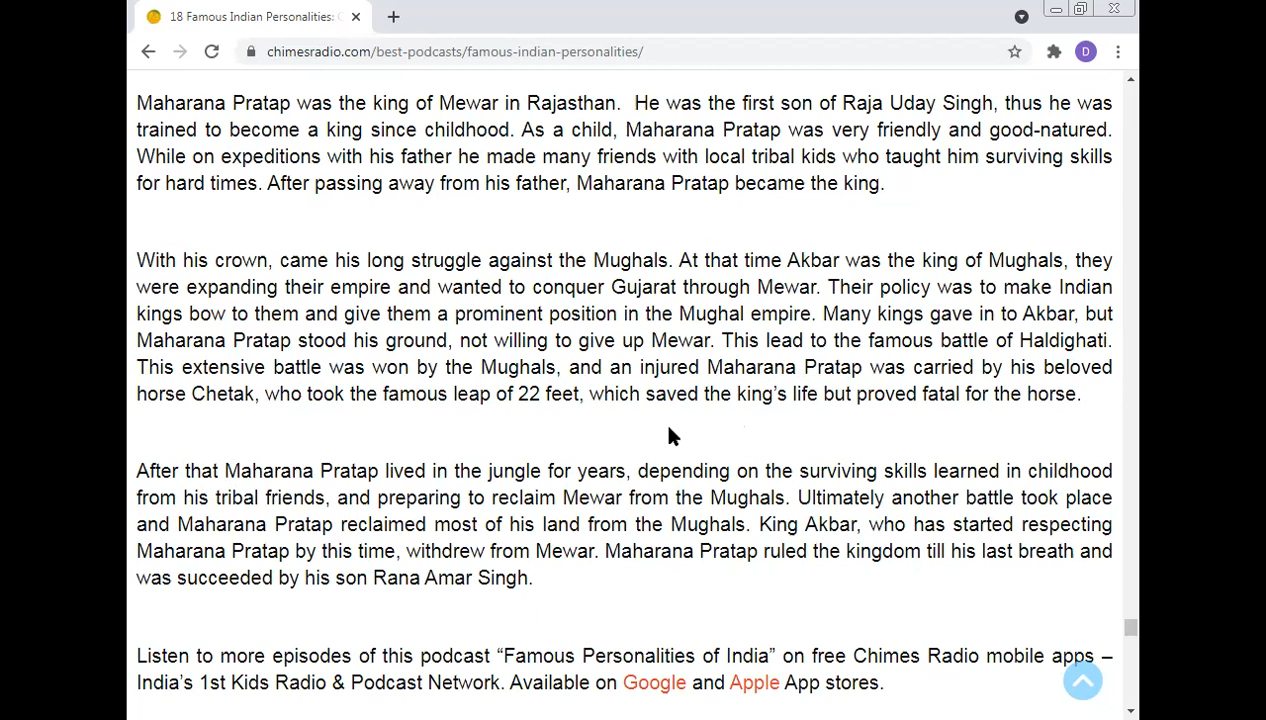 18 Famous Indian Personalities:
chimesradio.com/best-podcasts/famous-indian-personalities/
D
Maharana Pratap was the king of Mewar in Rajasthan.  He was the first son of Raja Uday Singh, thus he was
trained to become a king since childhood. As a child, Maharana Pratap was very friendly and good-natured.
While on expeditions with his father he made many friends with local tribal kids who taught him surviving skills
for hard times. After passing away from his father, Maharana Pratap became the king.
With his crown, came his long struggle against the Mughals. At that time Akbar was the king of Mughals, they
were expanding their empire and wanted to conquer Gujarat through Mewar. Their policy was to make Indian
kings bow to them and give them a prominent position in the Mughal empire. Many kings gave in to Akbar, but
Maharana Pratap stood his ground, not willing to give up Mewar. This lead to the famous battle of Haldighati.
This extensive battle was won by the Mughals, and an injured Maharana Pratap was carried by his beloved
horse Chetak, who took the famous leap of 22 feet, which saved the king’s life but proved fatal for the horse.
After that Maharana Pratap lived in the jungle for years, depending on the surviving skills learned in childhood
from his tribal friends, and preparing to reclaim Mewar from the Mughals. Ultimately another battle took place
and Maharana Pratap reclaimed most of his land from the Mughals. King Akbar, who has started respecting
Maharana Pratap by this time, withdrew from Mewar. Maharana Pratap ruled the kingdom till his last breath and
was succeeded by his son Rana Amar Singh.
Listen to more episodes of this podcast “Famous Personalities of India” on free Chimes Radio mobile apps –
India’s 1st Kids Radio & Podcast Network. Available on Google and Apple App stores.